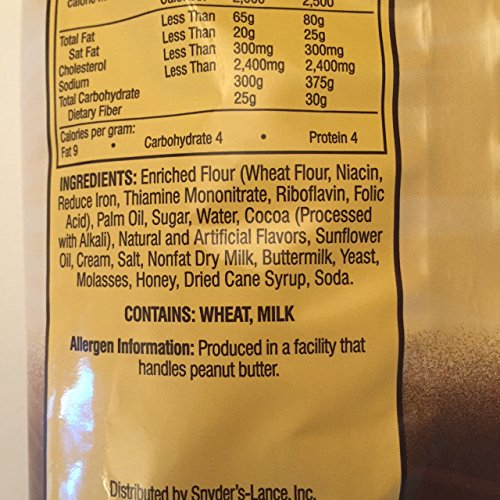 2,000 2,500
Total Fat Less Than 65g 80g
Sat Fat Less Than 20g 25g
Cholesterol Less Than 300mg 300mg
Sodium Less Than 2,400mg 2,400mg
Total Carbohydrate 300g 375g
Dietary Fiber 25g 30g
Calories per gram:
Fat 9 • Carbohydrate 4 • Protein 4
INGREDIENTS: Enriched Flour (Wheat Flour, Niacin,
Reduce Iron, Thiamine Mononitrate, Riboflavin, Folic
Acid), Palm Oil, Sugar, Water, Cocoa (Processed
with Alkali), Natural and Artificial Flavors, Sunflower
Oil, Cream, Salt, Nonfat Dry Milk, Buttermilk, Yeast,
Molasses, Honey, Dried Cane Syrup, Soda.
CONTAINS: WHEAT, MILK
Allergen Information: Produced in a facility that
handles peanut butter.
Distributed by Snyder's-Lance, Inc.